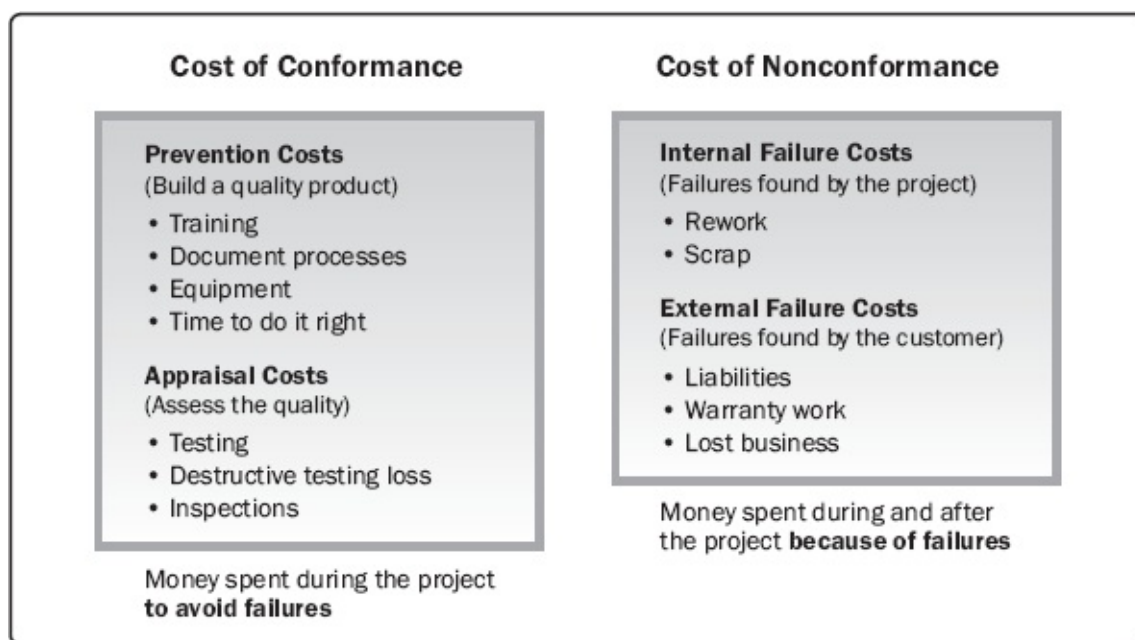 Cost of Conformance
Prevention Costs
(Build a quality product)
• Training
• Document processes
• Equipment
• Time to do it right
Appraisal Costs
(Assess the quality)
• Testing
• Destructive testing loss
• Inspections
Money spent during the project
to avoid failures
Cost of Nonconformance
Internal Failure Costs
(Failures found by the project)
• Rework
• Scrap
External Failure Costs
(Failures found by the customer)
• Liabilities
• Warranty work
• Lost business
Money spent during and after
the project because of failures